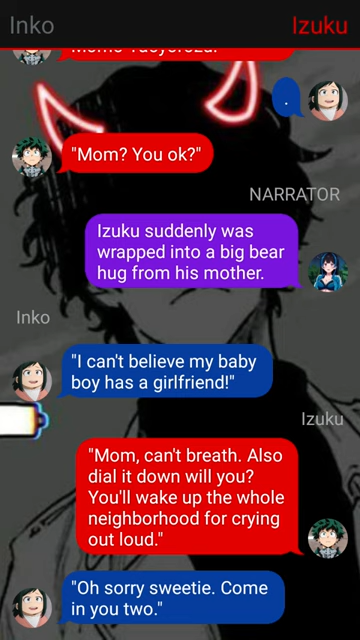 Inko
Izuku
.
"Mom? You ok?"
NARRATOR
Izuku suddenly was
wrapped into a big bear
hug from his mother.
Inko
"I can't believe my baby
boy has a girlfriend!"
Izuku
"Mom, can't breath. Also
dial it down will you?
You'll wake up the whole
neighborhood for crying
out loud."
"Oh sorry sweetie. Come
in you two."